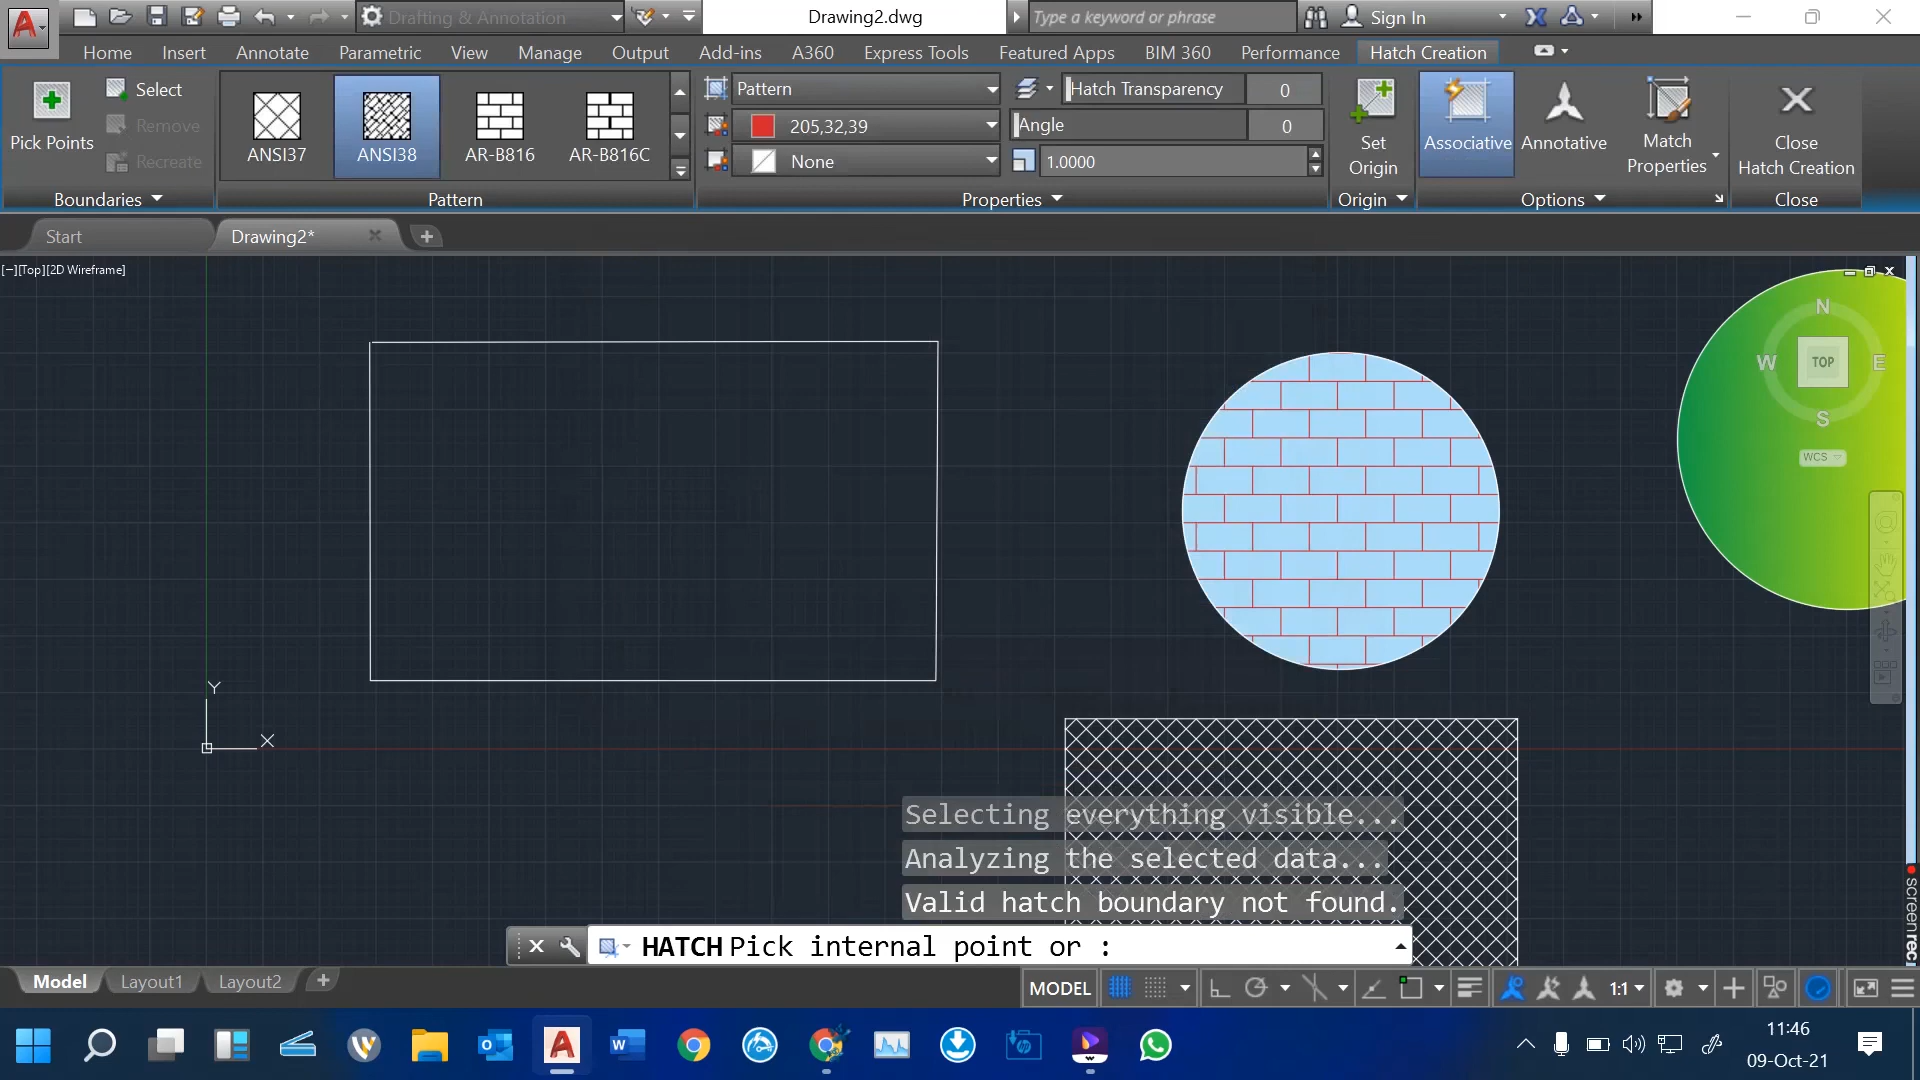 Drafting & Annotation
Drawing2.dwg
Type a keyword or phrase
Sign In
Home Insert Annotate Parametric View Manage Output Add-ins A360 Express Tools Featured Apps BIM 360 Performance Hatch Creation
Pick Points
Select
Remove
Recreate
Boundaries
ANSI37
ANSI38
AR-B816
AR-B816C
Pattern
Pattern
205,32,39
None
Hatch Transparency 0
Angle 0
1.0000
Properties
Set
Origin
Origin
Associative
Annotative
Match
Properties
Options
Close
Hatch Creation
Close
Start
Drawing2*
[−][Top][2D Wireframe]
N
W
TOP
E
S
WCS
Y
X
Selecting everything visible...
Analyzing the selected data...
Valid hatch boundary not found.
HATCH Pick internal point or :
screenrec
Model Layout1 Layout2
MODEL
1:1
11:46
09-Oct-21